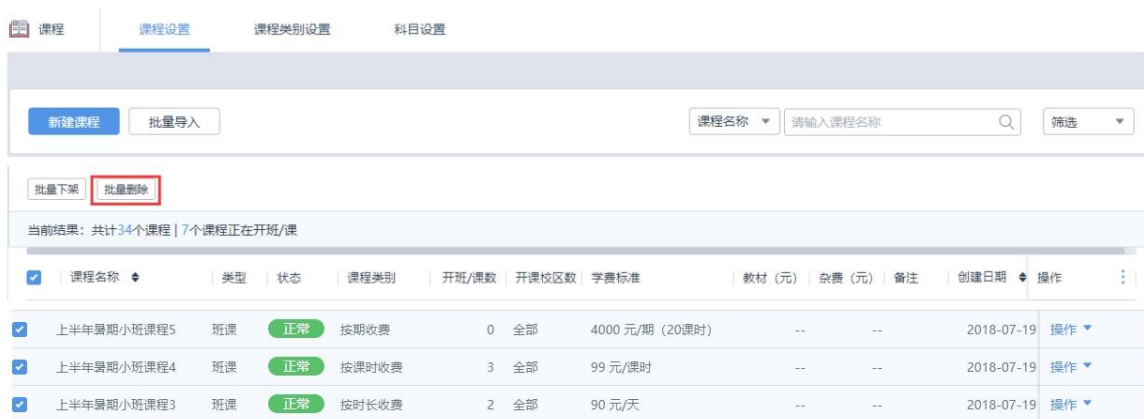 课程 课程设置 课程类别设置 科目设置
新建课程 批量导入 课程名称 请输入课程名称 筛选
批量下架 批量删除
当前结果：共计34个课程 | 7个课程正在开班/课
课程名称 类型 状态 课程类别 开班/课数 开课校区数 学费标准 教材（元） 杂费（元） 备注 创建日期 操作
上半年暑期小班课程5 班课 正常 按期收费 0 全部 4000 元/期（20课时） -- -- 2018-07-19 操作
上半年暑期小班课程4 班课 正常 按课时收费 3 全部 99 元/课时 -- -- 2018-07-19 操作
上半年暑期小班课程3 班课 正常 按时长收费 2 全部 90 元/天 -- -- 2018-07-19 操作